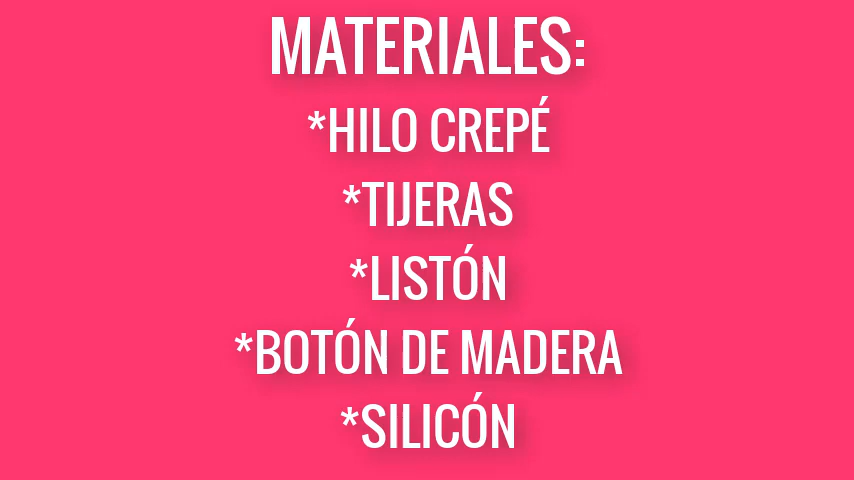 MATERIALES:
*HILO CREPÉ
*TIJERAS
*LISTÓN
*BOTÓN DE MADERA
*SILICÓN